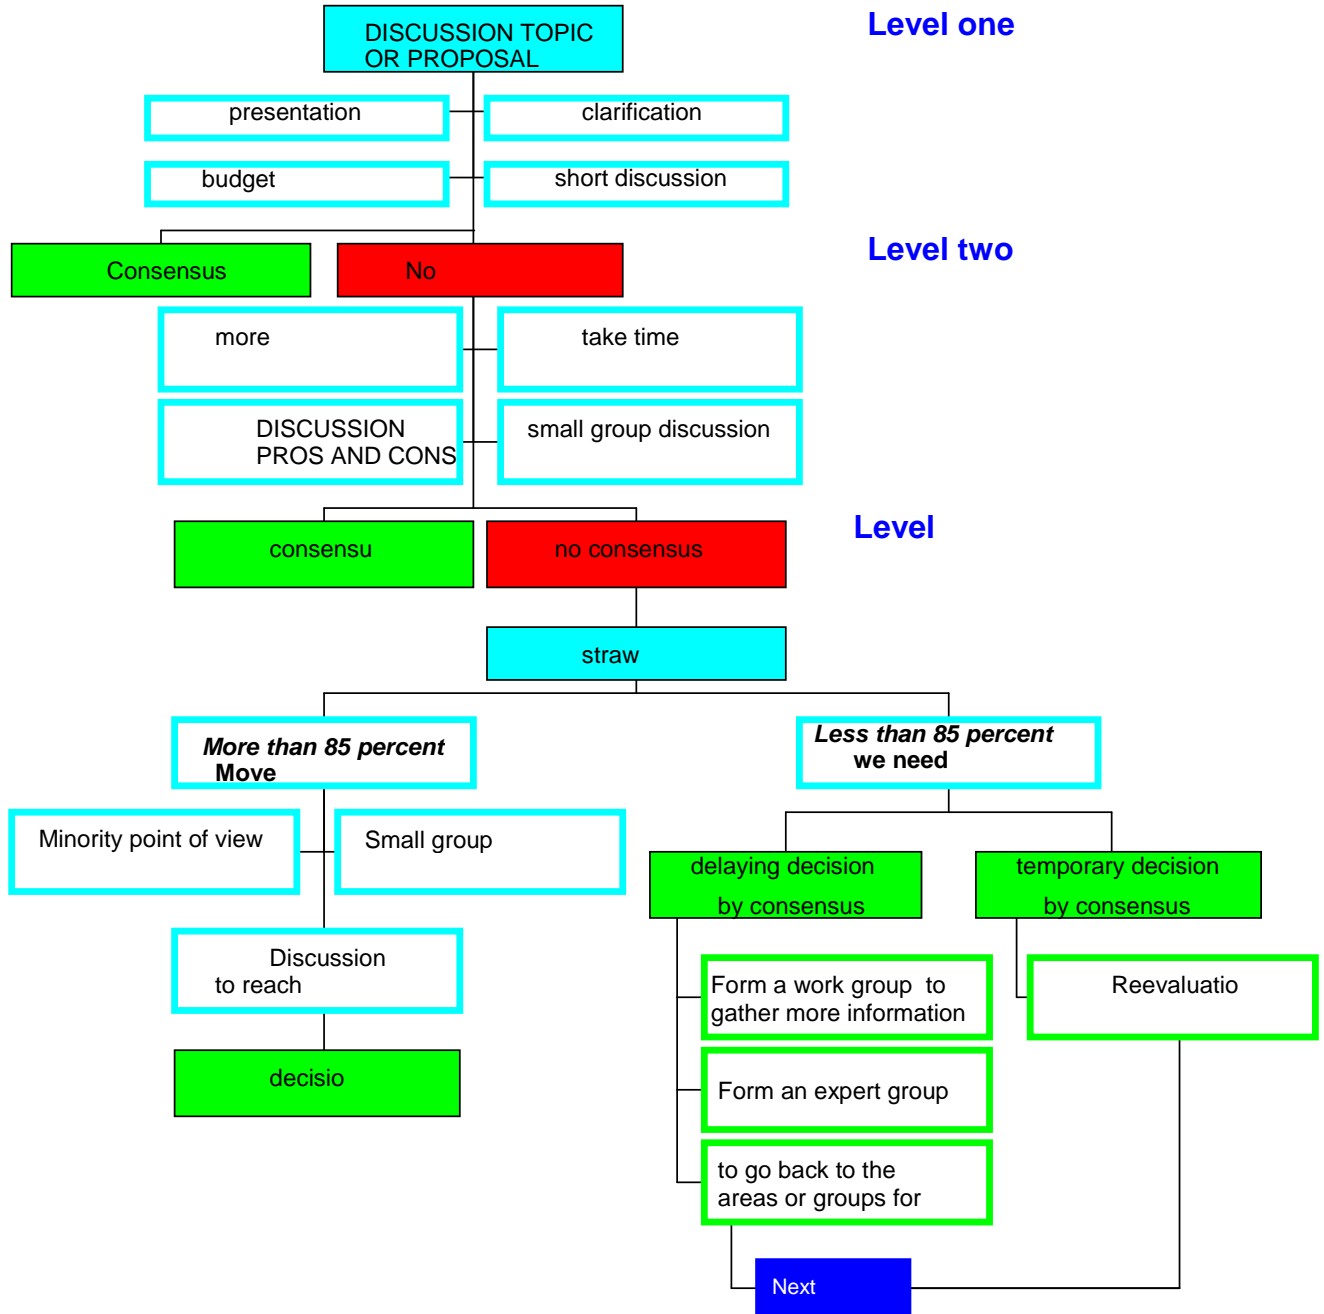 DISCUSSION TOPIC
OR PROPOSAL
Level one
presentation
clarification
budget
short discussion
Level two
Consensus
No
more
take time
DISCUSSION
PROS AND CONS
small group discussion
Level
consensu
no consensus
straw
More than 85 percent
Move
Less than 85 percent
we need
Minority point of view
Small group
delaying decision
by consensus
temporary decision
by consensus
Discussion
to reach
Form a work group to
gather more information
Reevaluatio
decisio
Form an expert group
to go back to the
areas or groups for
Next